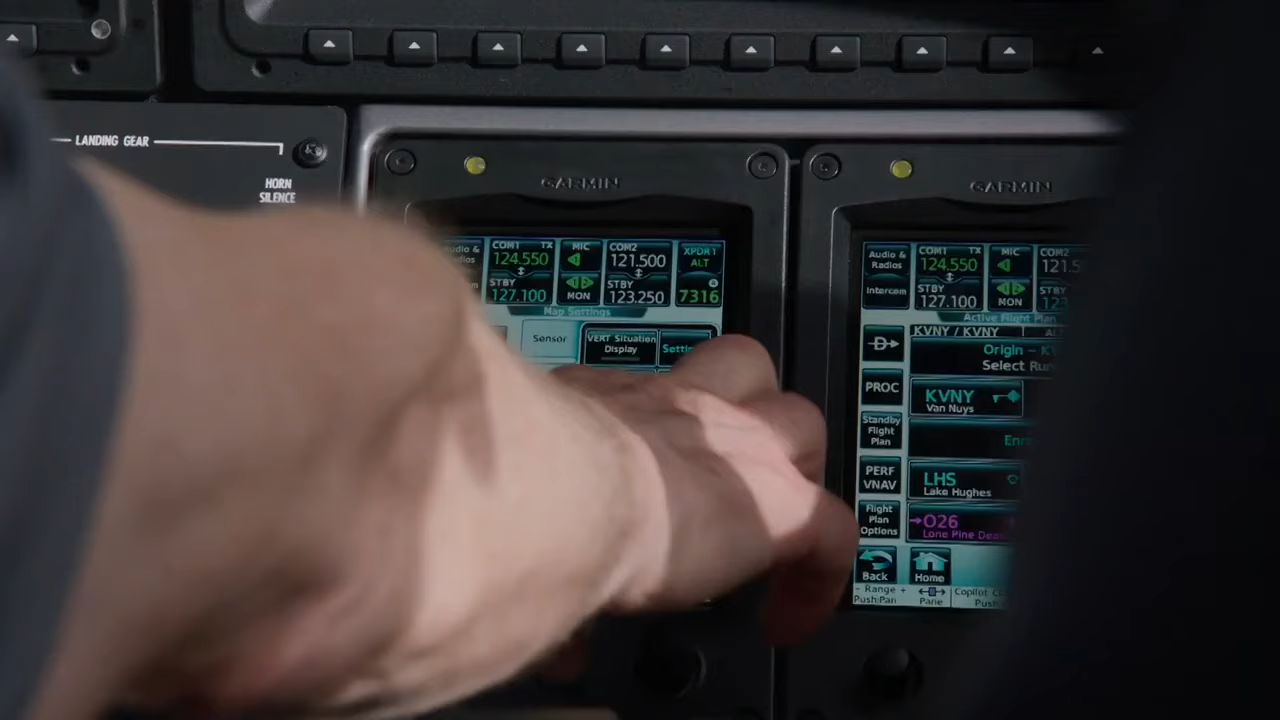 LANDING GEAR
HORN
SILENCE
GARMIN
COM1 TX
124.550
STBY
127.100
MIC
MON
COM2
121.500
STBY
123.250
XPDR1
ALT
7316
Map Settings
Sensor
VERT Situation
Display
GARMIN
Audio &
Radios
Intercom
COM1 TX
124.550
STBY
127.100
MIC
MON
COM2
121.5
STBY
123
Active Flight Plan
KVNY / KVNY
Origin - KV
Select Run
PROC
KVNY
Van Nuys
Standby
Flight
Plan
Enr
PERF
VNAV
LHS
Lake Hughes
Flight
Plan
Options
O26
Lone Pine Dea
Back
Home
- Range +
Push:Pan
Pane
Copilot C
Push: